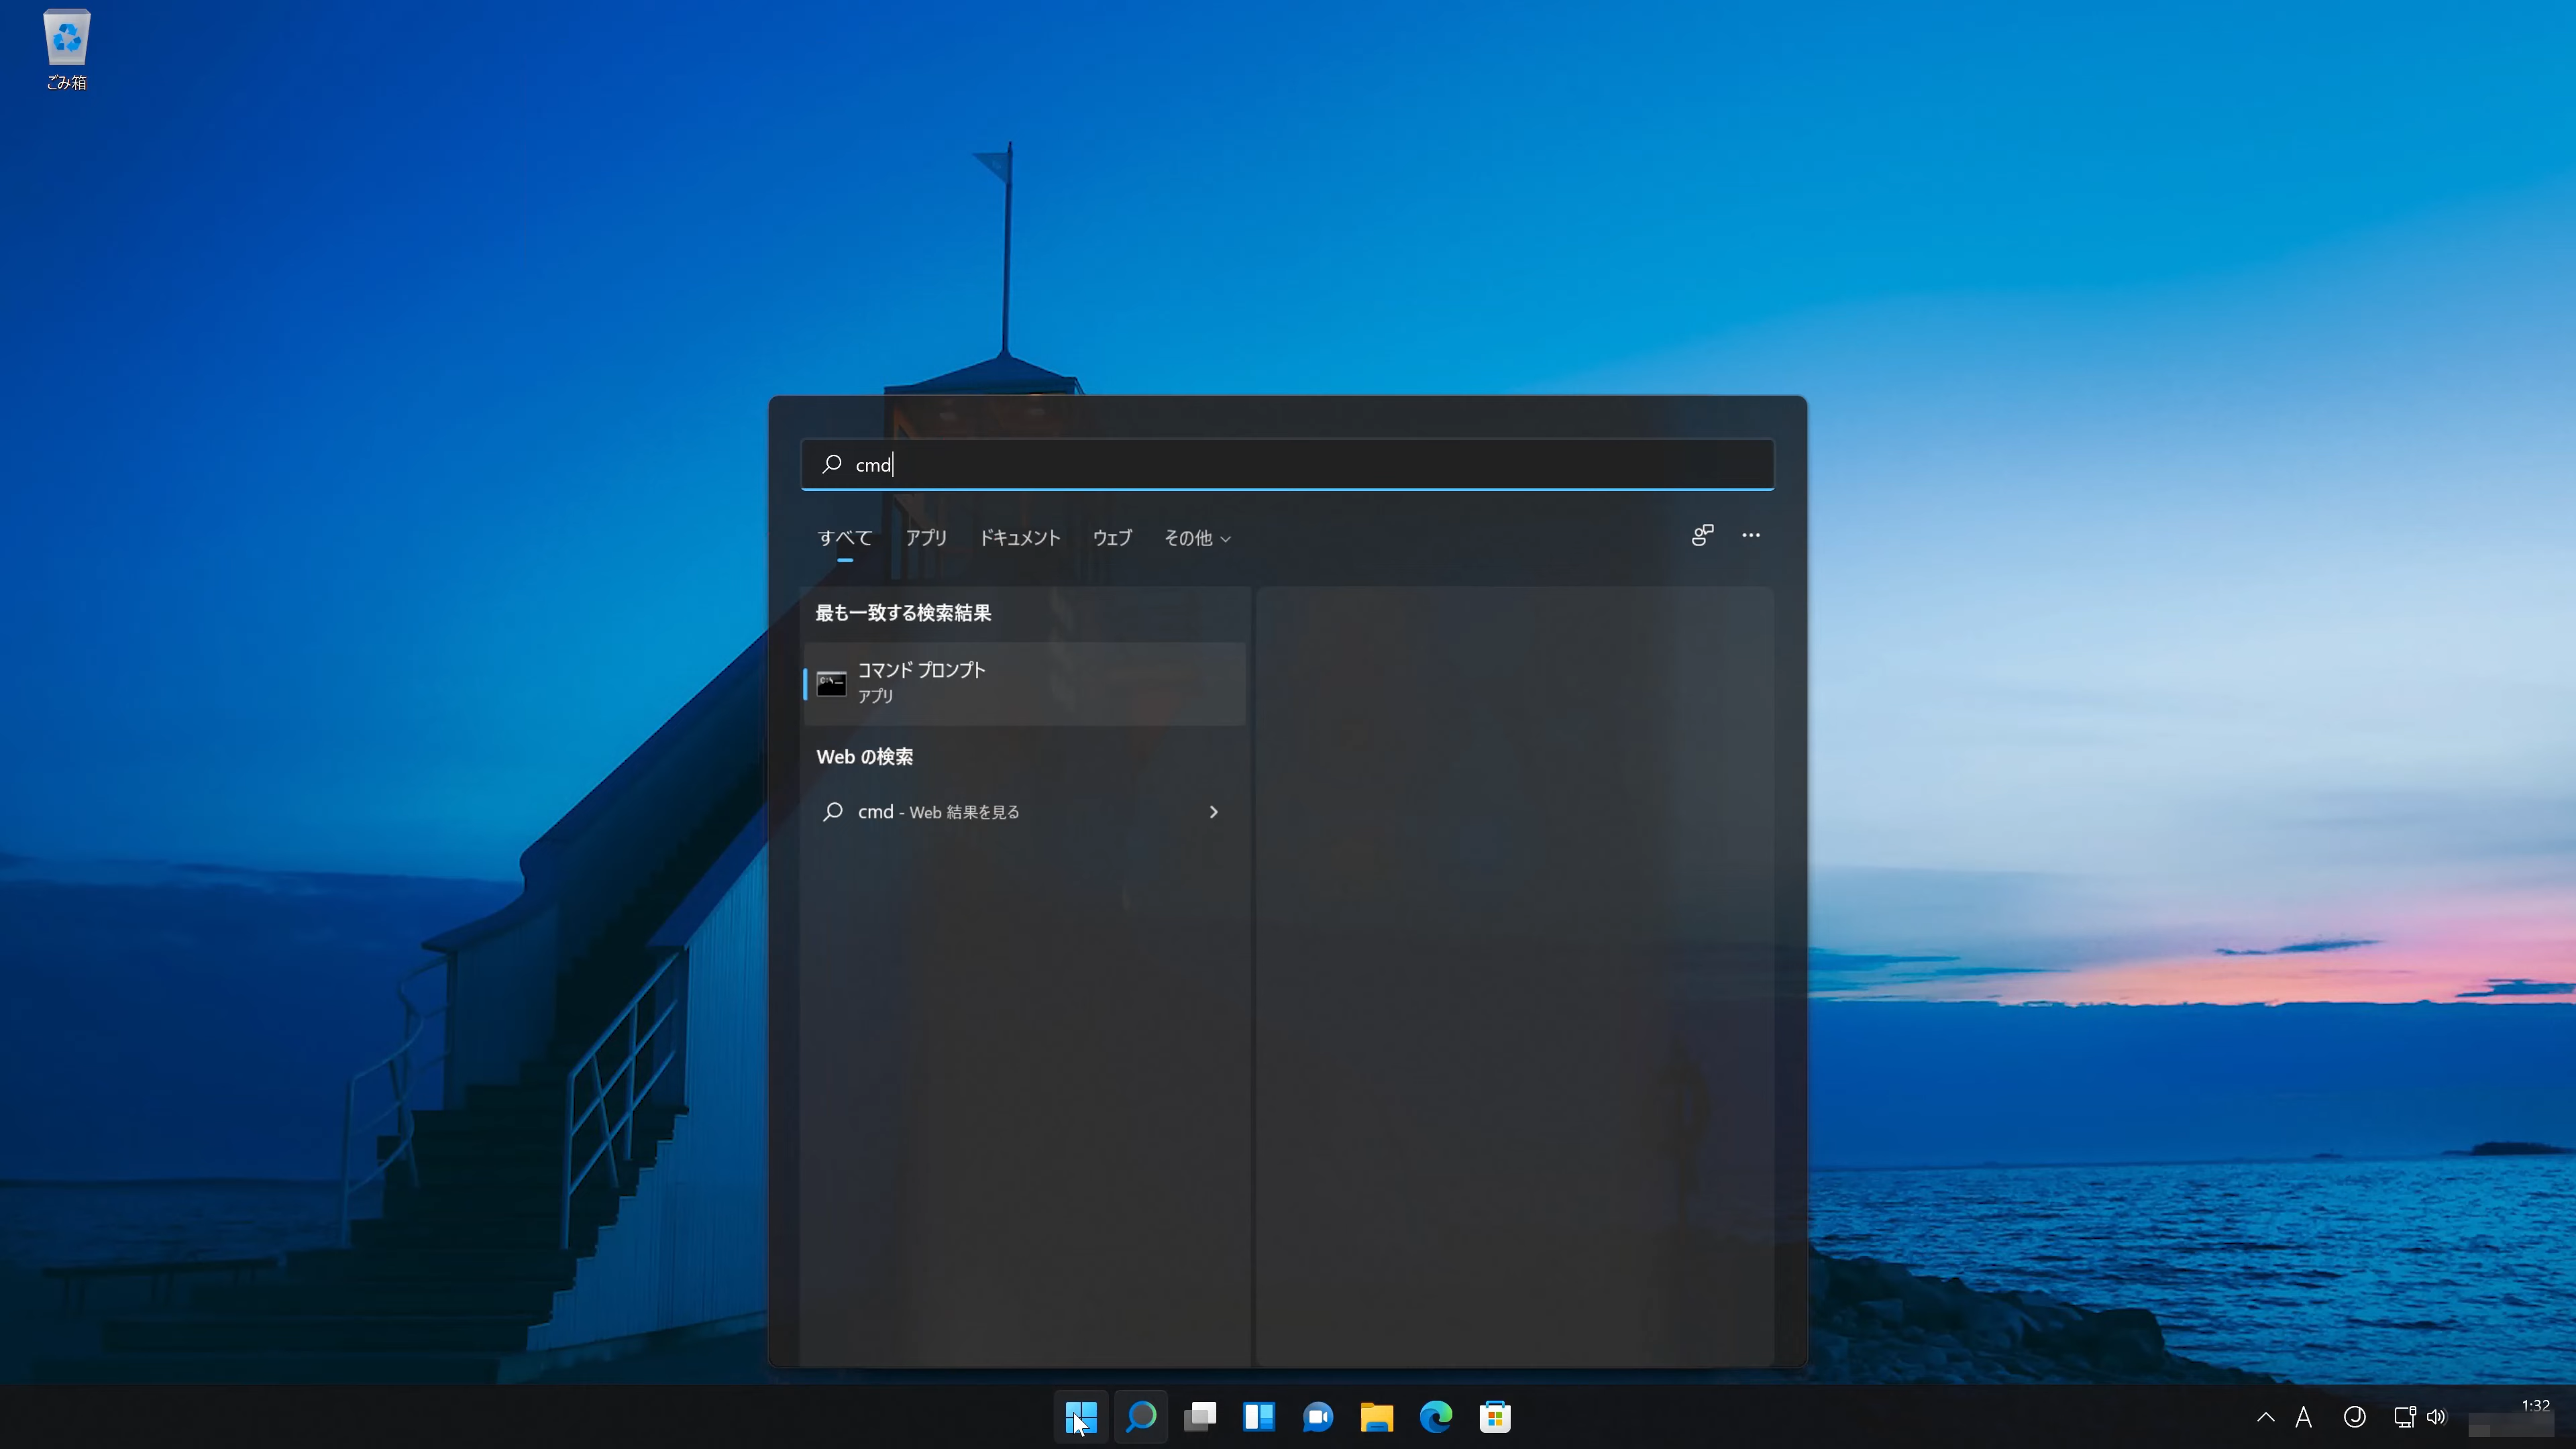 ごみ箱
cmd
すべて アプリ ドキュメント ウェブ その他
最も一致する検索結果
コマンド プロンプト
アプリ
Web の検索
cmd - Web 結果を見る
A
1:32